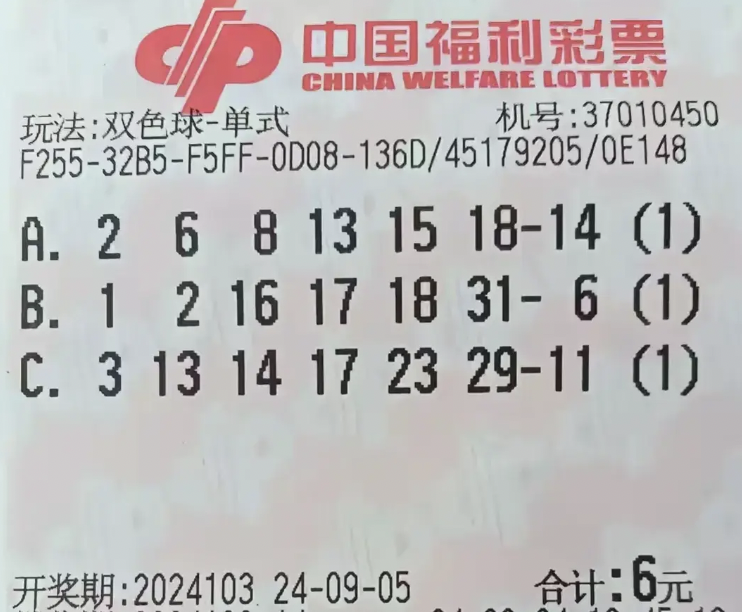 中国福利彩票
CHINA WELFARE LOTTERY
玩法:双色球-单式 机号:37010450
F255-32B5-F5FF-0D08-136D/45179205/0E148
A. 2 6 8 13 15 18-14 (1)
B. 1 2 16 17 18 31- 6 (1)
C. 3 13 14 17 23 29-11 (1)
开奖期:2024103 24-09-05 合计:6元